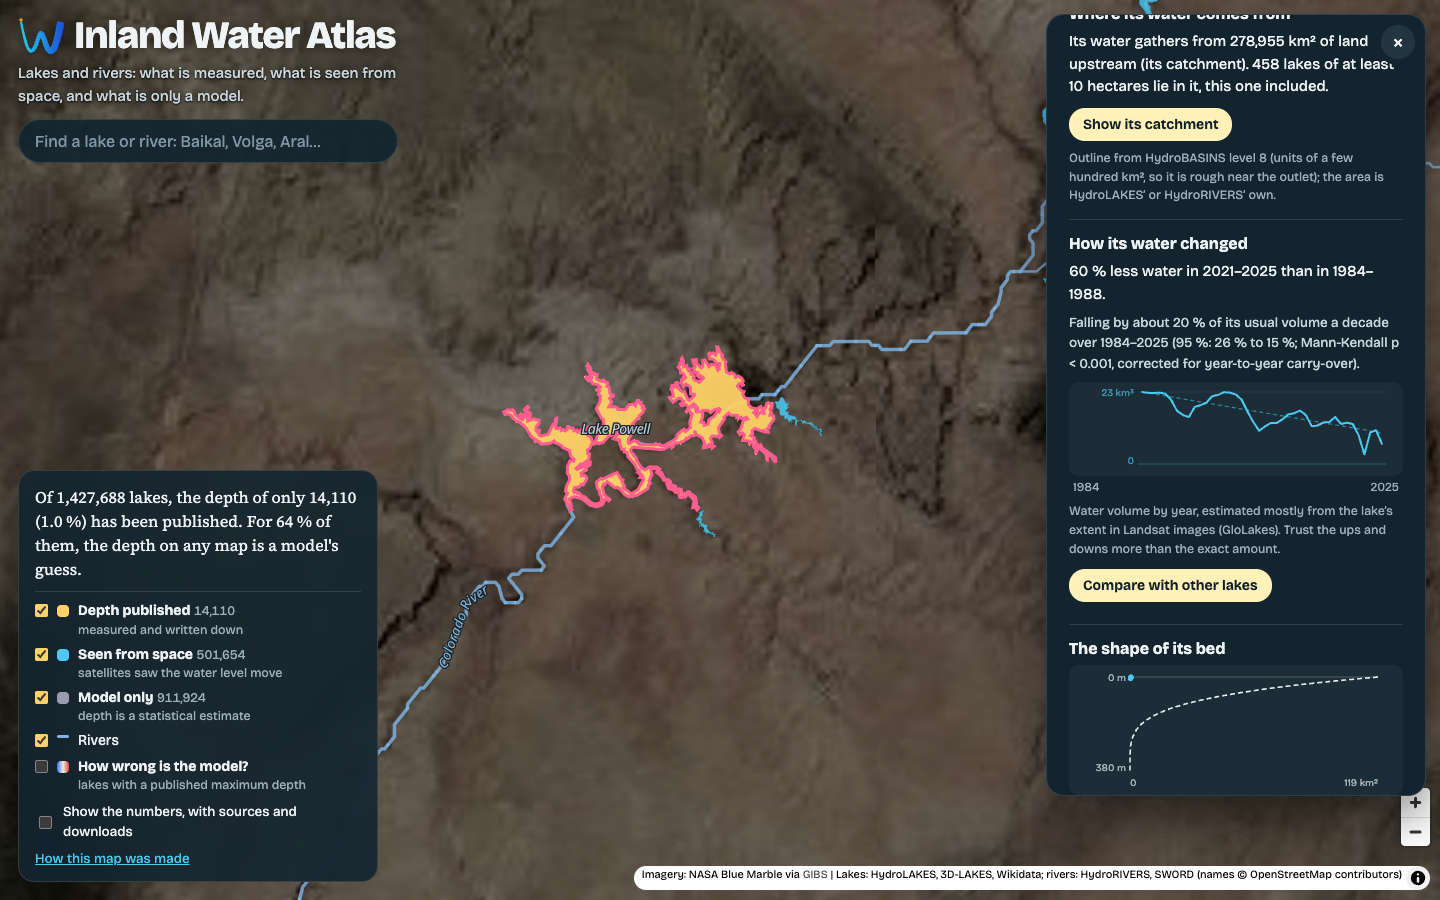 Inland Water Atlas
Lakes and rivers: what is measured, what is seen from
space, and what is only a model.
Find a lake or river: Baikal, Volga, Aral...
Of 1,427,688 lakes, the depth of only 14,110
(1.0 %) has been published. For 64 % of
them, the depth on any map is a model's
guess.
Depth published 14,110
measured and written down
Seen from space 501,654
satellites saw the water level move
Model only 911,924
depth is a statistical estimate
Rivers
How wrong is the model?
lakes with a published maximum depth
Show the numbers, with sources and
downloads
How this map was made
Lake Powell
Colorado River
Where its water comes from
Its water gathers from 278,955 km² of land
upstream (its catchment). 458 lakes of at least
10 hectares lie in it, this one included.
×
Show its catchment
Outline from HydroBASINS level 8 (units of a few
hundred km², so it is rough near the outlet); the area is
HydroLAKES' or HydroRIVERS' own.
How its water changed
60 % less water in 2021–2025 than in 1984–
1988.
Falling by about 20 % of its usual volume a decade
over 1984–2025 (95 %: 26 % to 15 %; Mann-Kendall p
< 0.001, corrected for year-to-year carry-over).
23 km³
0
1984 2025
Water volume by year, estimated mostly from the lake's
extent in Landsat images (GloLakes). Trust the ups and
downs more than the exact amount.
Compare with other lakes
The shape of its bed
0 m
380 m
0 119 km²
+
−
Imagery: NASA Blue Marble via GIBS | Lakes: HydroLAKES, 3D-LAKES, Wikidata; rivers: HydroRIVERS, SWORD (names © OpenStreetMap contributors)